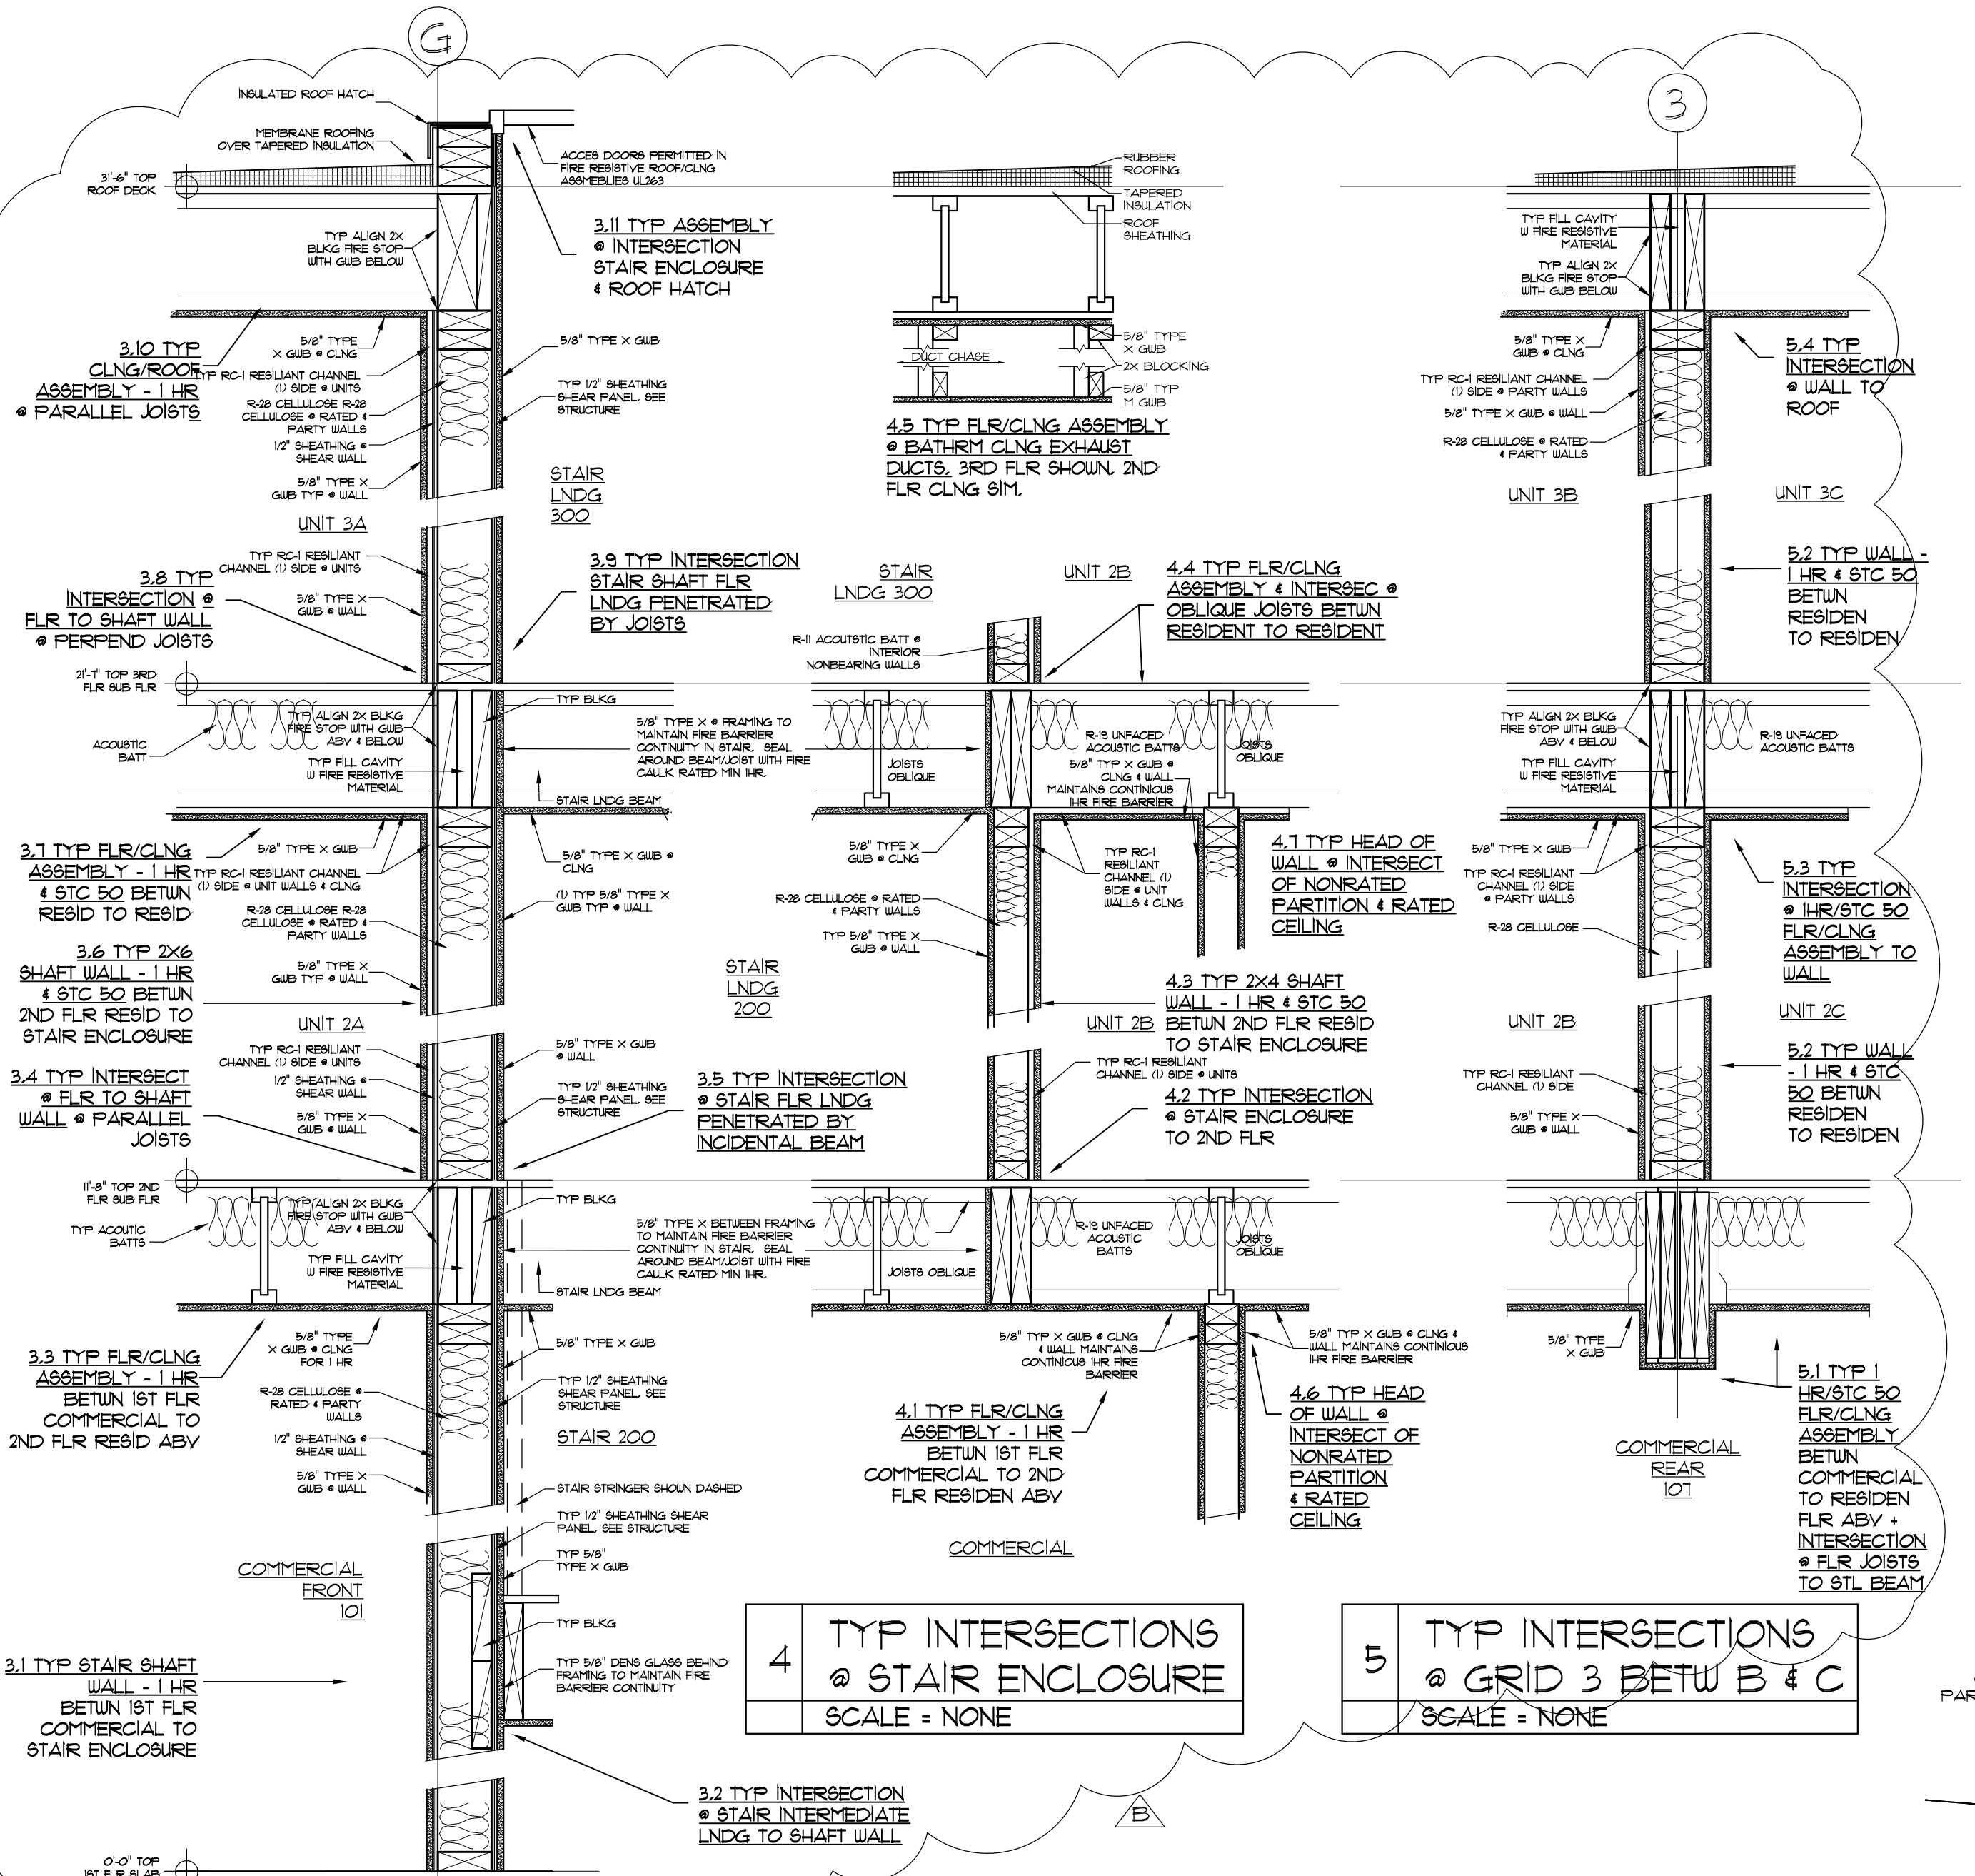 G
INSULATED ROOF HATCH
MEMBRANE ROOFING
OVER TAPERED INSULATION
31'-6" TOP
ROOF DECK
ACCES DOORS PERMITTED IN
FIRE RESISTIVE ROOF/CLNG
ASSMEBLIES UL263
3.11 TYP ASSEMBLY
@ INTERSECTION
STAIR ENCLOSURE
& ROOF HATCH
TYP ALIGN 2X
BLKG FIRE STOP
WITH GWB BELOW
3.10 TYP
CLNG/ROOF
ASSEMBLY - 1 HR
@ PARALLEL JOISTS
5/8" TYPE
X GWB @ CLNG
TYP RC-1 RESILIANT CHANNEL
(1) SIDE @ UNITS
R-28 CELLULOSE R-28
CELLULOSE @ RATED &
PARTY WALLS
1/2" SHEATHING @
SHEAR WALL
5/8" TYPE X
GWB TYP @ WALL
5/8" TYPE X GWB
TYP 1/2" SHEATHING
SHEAR PANEL, SEE
STRUCTURE
STAIR
LNDG
300
UNIT 3A
TYP RC-1 RESILIANT
CHANNEL (1) SIDE @ UNITS
3.8 TYP
INTERSECTION @
FLR TO SHAFT WALL
@ PERPEND JOISTS
5/8" TYPE X
GWB @ WALL
3.9 TYP INTERSECTION
STAIR SHAFT FLR
LNDG PENETRATED
BY JOISTS
21'-7" TOP 3RD
FLR SUB FLR
ACOUSTIC
BATT
TYP ALIGN 2X BLKG
FIRE STOP WITH GWB
ABV & BELOW
TYP FILL CAVITY
W FIRE RESISTIVE
MATERIAL
TYP BLKG
5/8" TYPE X @ FRAMING TO
MAINTAIN FIRE BARRIER
CONTINUITY IN STAIR, SEAL
AROUND BEAM/JOIST WITH FIRE
CAULK RATED MIN 1HR.
STAIR LNDG BEAM
3.7 TYP FLR/CLNG
ASSEMBLY - 1 HR
& STC 50 BETWN
RESID TO RESID
5/8" TYPE X GWB
TYP RC-1 RESILIANT CHANNEL
(1) SIDE @ UNIT WALLS & CLNG
R-28 CELLULOSE R-28
CELLULOSE @ RATED &
PARTY WALLS
5/8" TYPE X GWB @
CLNG
(1) TYP 5/8" TYPE X
GWB TYP @ WALL
3.6 TYP 2X6
SHAFT WALL - 1 HR
& STC 50 BETWN
2ND FLR RESID TO
STAIR ENCLOSURE
5/8" TYPE X
GWB TYP @ WALL
STAIR
LNDG
200
UNIT 2A
TYP RC-1 RESILIANT
CHANNEL (1) SIDE @ UNITS
1/2" SHEATHING @
SHEAR WALL
5/8" TYPE X
GWB @ WALL
3.4 TYP INTERSECT
@ FLR TO SHAFT
WALL @ PARALLEL
JOISTS
5/8" TYPE X GWB
@ WALL
TYP 1/2" SHEATHING
SHEAR PANEL, SEE
STRUCTURE
3.5 TYP INTERSECTION
@ STAIR FLR LNDG
PENETRATED BY
INCIDENTAL BEAM
11'-8" TOP 2ND
FLR SUB FLR
TYP ACOUTIC
BATTS
TYP ALIGN 2X BLKG
FIRE STOP WITH GWB
ABV & BELOW
TYP FILL CAVITY
W FIRE RESISTIVE
MATERIAL
TYP BLKG
5/8" TYPE X BETWEEN FRAMING
TO MAINTAIN FIRE BARRIER
CONTINUITY IN STAIR, SEAL
AROUND BEAM/JOIST WITH FIRE
CAULK RATED MIN 1HR.
STAIR LNDG BEAM
5/8" TYPE
X GWB @ CLNG
FOR 1 HR
3.3 TYP FLR/CLNG
ASSEMBLY - 1 HR
BETWN 1ST FLR
COMMERCIAL TO
2ND FLR RESID ABV
R-28 CELLULOSE @
RATED & PARTY
WALLS
1/2" SHEATHING @
SHEAR WALL
5/8" TYPE X
GWB @ WALL
5/8" TYPE X GWB
TYP 1/2" SHEATHING
SHEAR PANEL, SEE
STRUCTURE
STAIR 200
STAIR STRINGER SHOWN DASHED
TYP 1/2" SHEATHING SHEAR
PANEL, SEE STRUCTURE
TYP 5/8"
TYPE X GWB
COMMERCIAL
FRONT
101
TYP BLKG
TYP 5/8" DENS GLASS BEHIND
FRAMING TO MAINTAIN FIRE
BARRIER CONTINUITY
3.1 TYP STAIR SHAFT
WALL - 1 HR
BETWN 1ST FLR
COMMERCIAL TO
STAIR ENCLOSURE
3.2 TYP INTERSECTION
@ STAIR INTERMEDIATE
LNDG TO SHAFT WALL
0'-0" TOP
1ST FLR SLAB
RUBBER
ROOFING
TAPERED
INSULATION
ROOF
SHEATHING
5/8" TYPE
X GWB
DUCT CHASE
2X BLOCKING
5/8" TYP
M GWB
4.5 TYP FLR/CLNG ASSEMBLY
@ BATHRM CLNG EXHAUST
DUCTS, 3RD FLR SHOWN, 2ND
FLR CLNG SIM.
STAIR
LNDG 300
UNIT 2B
4.4 TYP FLR/CLNG
ASSEMBLY & INTERSEC @
OBLIQUE JOISTS BETWN
RESIDENT TO RESIDENT
R-11 ACOUTSTIC BATT @
INTERIOR
NONBEARING WALLS
JOISTS
OBLIQUE
R-19 UNFACED
ACOUSTIC BATTS
JOISTS
OBLIQUE
5/8" TYP X GWB @
CLNG & WALL
MAINTAINS CONTINIOUS
1HR FIRE BARRIER
5/8" TYPE X
GWB @ CLNG
TYP RC-1
RESILIANT
CHANNEL (1)
SIDE @ UNIT
WALLS & CLNG
4.7 TYP HEAD OF
WALL @ INTERSECT
OF NONRATED
PARTITION & RATED
CEILING
R-28 CELLULOSE @ RATED
& PARTY WALLS
TYP 5/8" TYPE X
GWB @ WALL
4.3 TYP 2X4 SHAFT
WALL - 1 HR & STC 50
BETWN 2ND FLR RESID
TO STAIR ENCLOSURE
UNIT 2B
TYP RC-1 RESILIANT
CHANNEL (1) SIDE @ UNITS
4.2 TYP INTERSECTION
@ STAIR ENCLOSURE
TO 2ND FLR
R-19 UNFACED
ACOUSTIC
BATTS
JOISTS
OBLIQUE
JOISTS OBLIQUE
5/8" TYP X GWB @ CLNG
& WALL MAINTAINS
CONTINIOUS 1HR FIRE
BARRIER
5/8" TYP X GWB @ CLNG &
WALL MAINTAINS CONTINIOUS
1HR FIRE BARRIER
4.1 TYP FLR/CLNG
ASSEMBLY - 1 HR
BETWN 1ST FLR
COMMERCIAL TO 2ND
FLR RESIDEN ABV
4.6 TYP HEAD
OF WALL @
INTERSECT OF
NONRATED
PARTITION
& RATED
CEILING
COMMERCIAL
4
TYP INTERSECTIONS
@ STAIR ENCLOSURE
SCALE = NONE
3
TYP FILL CAVITY
W FIRE RESISTIVE
MATERIAL
TYP ALIGN 2X
BLKG FIRE STOP
WITH GWB BELOW
5/8" TYPE X
GWB @ CLNG
TYP RC-1 RESILIANT CHANNEL
(1) SIDE @ PARTY WALLS
5/8" TYPE X GWB @ WALL
R-28 CELLULOSE @ RATED
& PARTY WALLS
5.4 TYP
INTERSECTION
@ WALL TO
ROOF
UNIT 3B
UNIT 3C
5.2 TYP WALL -
1 HR & STC 50
BETWN
RESIDEN
TO RESIDEN
TYP ALIGN 2X BLKG
FIRE STOP WITH GWB
ABV & BELOW
TYP FILL CAVITY
W FIRE RESISTIVE
MATERIAL
R-19 UNFACED
ACOUSTIC BATTS
5/8" TYPE X GWB
TYP RC-1 RESILIANT
CHANNEL (1) SIDE
@ PARTY WALLS
R-28 CELLULOSE
5.3 TYP
INTERSECTION
@ 1HR/STC 50
FLR/CLNG
ASSEMBLY TO
WALL
UNIT 2B
UNIT 2C
TYP RC-1 RESILIANT
CHANNEL (1) SIDE
5/8" TYPE X
GWB @ WALL
5.2 TYP WALL
- 1 HR & STC
50 BETWN
RESIDEN
TO RESIDEN
5/8" TYPE
X GWB
5.1 TYP 1
HR/STC 50
FLR/CLNG
ASSEMBLY
BETWN
COMMERCIAL
TO RESIDEN
FLR ABV +
INTERSECTION
@ FLR JOISTS
TO STL BEAM
COMMERCIAL
REAR
107
5
TYP INTERSECTIONS
@ GRID 3 BETW B & C
SCALE = NONE
B
PAR